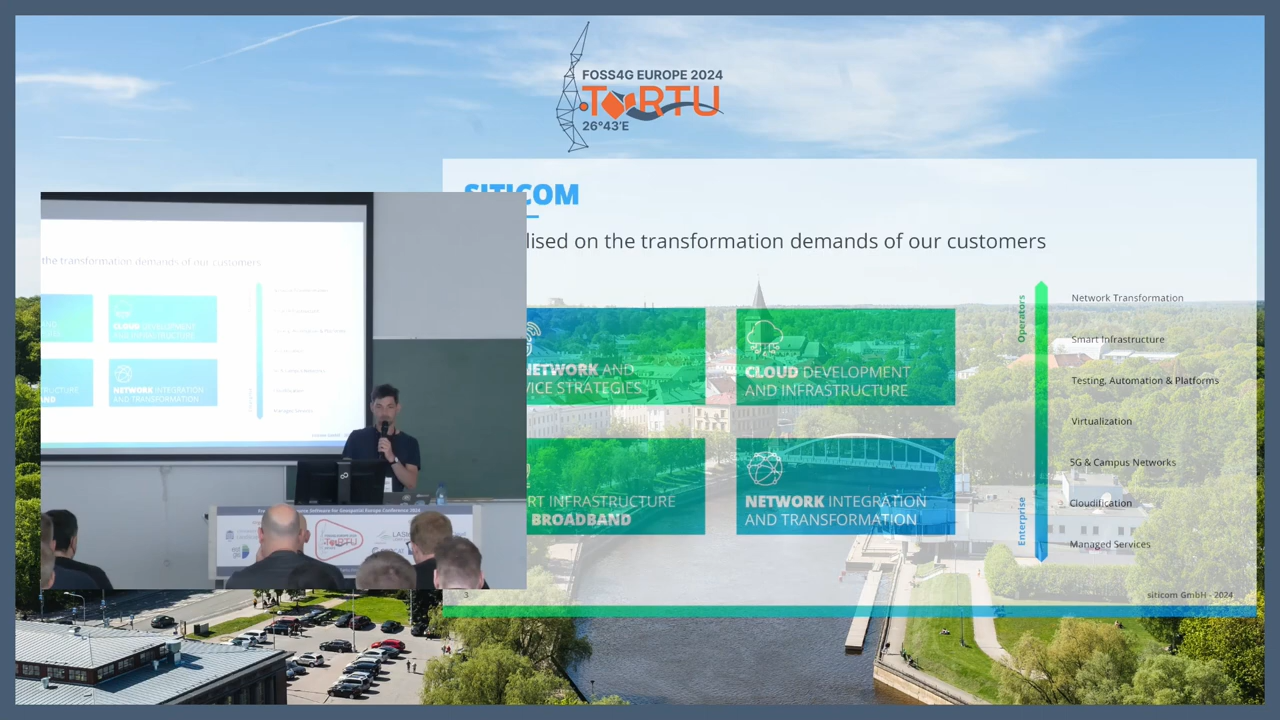 FOSS4G EUROPE 2024
TARTU
26°43'E
SITICOM
lised on the transformation demands of our customers
NETWORK AND
VICE STRATEGIES
CLOUD DEVELOPMENT
AND INFRASTRUCTURE
RT INFRASTRUCTURE
BROADBAND
NETWORK INTEGRATION
AND TRANSFORMATION
Operators
Enterprise
Network Transformation
Smart Infrastructure
Testing, Automation & Platforms
Virtualization
5G & Campus Networks
Cloudification
Managed Services
3
siticom GmbH - 2024
the transformation demands of our customers
CLOUD DEVELOPMENT
AND INFRASTRUCTURE
NETWORK INTEGRATION
AND TRANSFORMATION